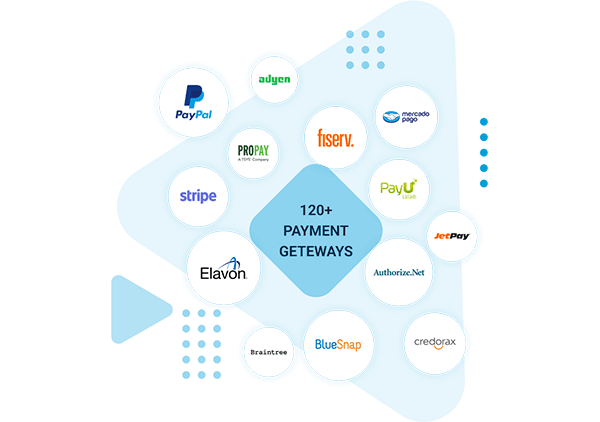 adyen
PayPal
mercado
pago
fiserv.
PROPAY
A TSYS Company
PayU
Latam
stripe
120+
PAYMENT
GETEWAYS
JetPay
Elavon
Authorize.Net
BlueSnap
credorax
Braintree